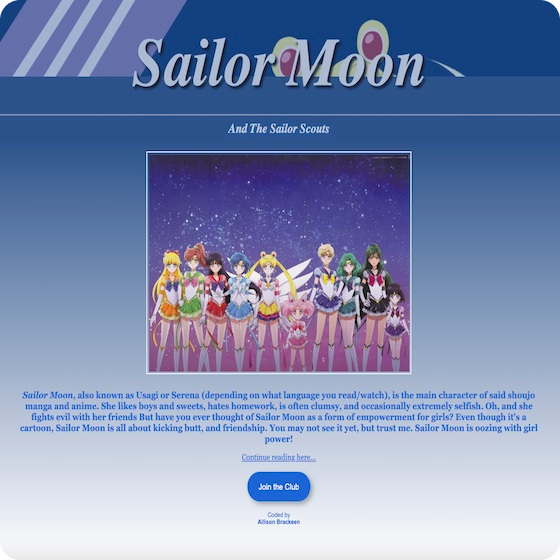 Sailor Moon
And The Sailor Scouts
Sailor Moon, also known as Usagi or Serena (depending on what language you read/watch), is the main character of said shoujo
manga and anime. She likes boys and sweets, hates homework, is often clumsy, and occasionally extremely selfish. Oh, and she
fights evil with her friends But have you ever thought of Sailor Moon as a form of empowerment for girls? Even though it's a
cartoon, Sailor Moon is all about kicking butt, and friendship. You may not see it yet, but trust me. Sailor Moon is oozing with girl
power!
Continue reading here...
Join the Club
Coded by
Allison Brackeen